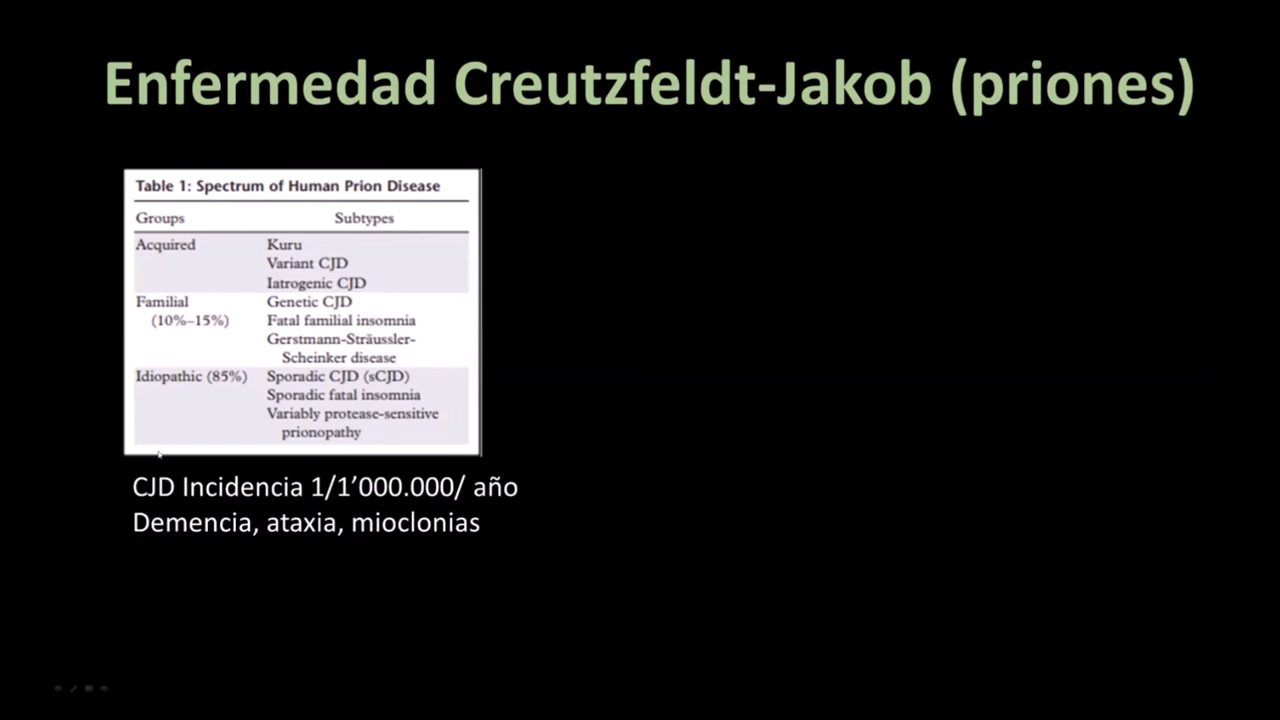 Enfermedad Creutzfeldt-Jakob (priones)
Table 1: Spectrum of Human Prion Disease
Groups Subtypes
Acquired Kuru
Variant CJD
Iatrogenic CJD
Familial Genetic CJD
(10%–15%) Fatal familial insomnia
Gerstmann-Sträussler-
Scheinker disease
Idiopathic (85%) Sporadic CJD (sCJD)
Sporadic fatal insomnia
Variably protease-sensitive
prionopathy
CJD Incidencia 1/1’000.000/ año
Demencia, ataxia, mioclonias